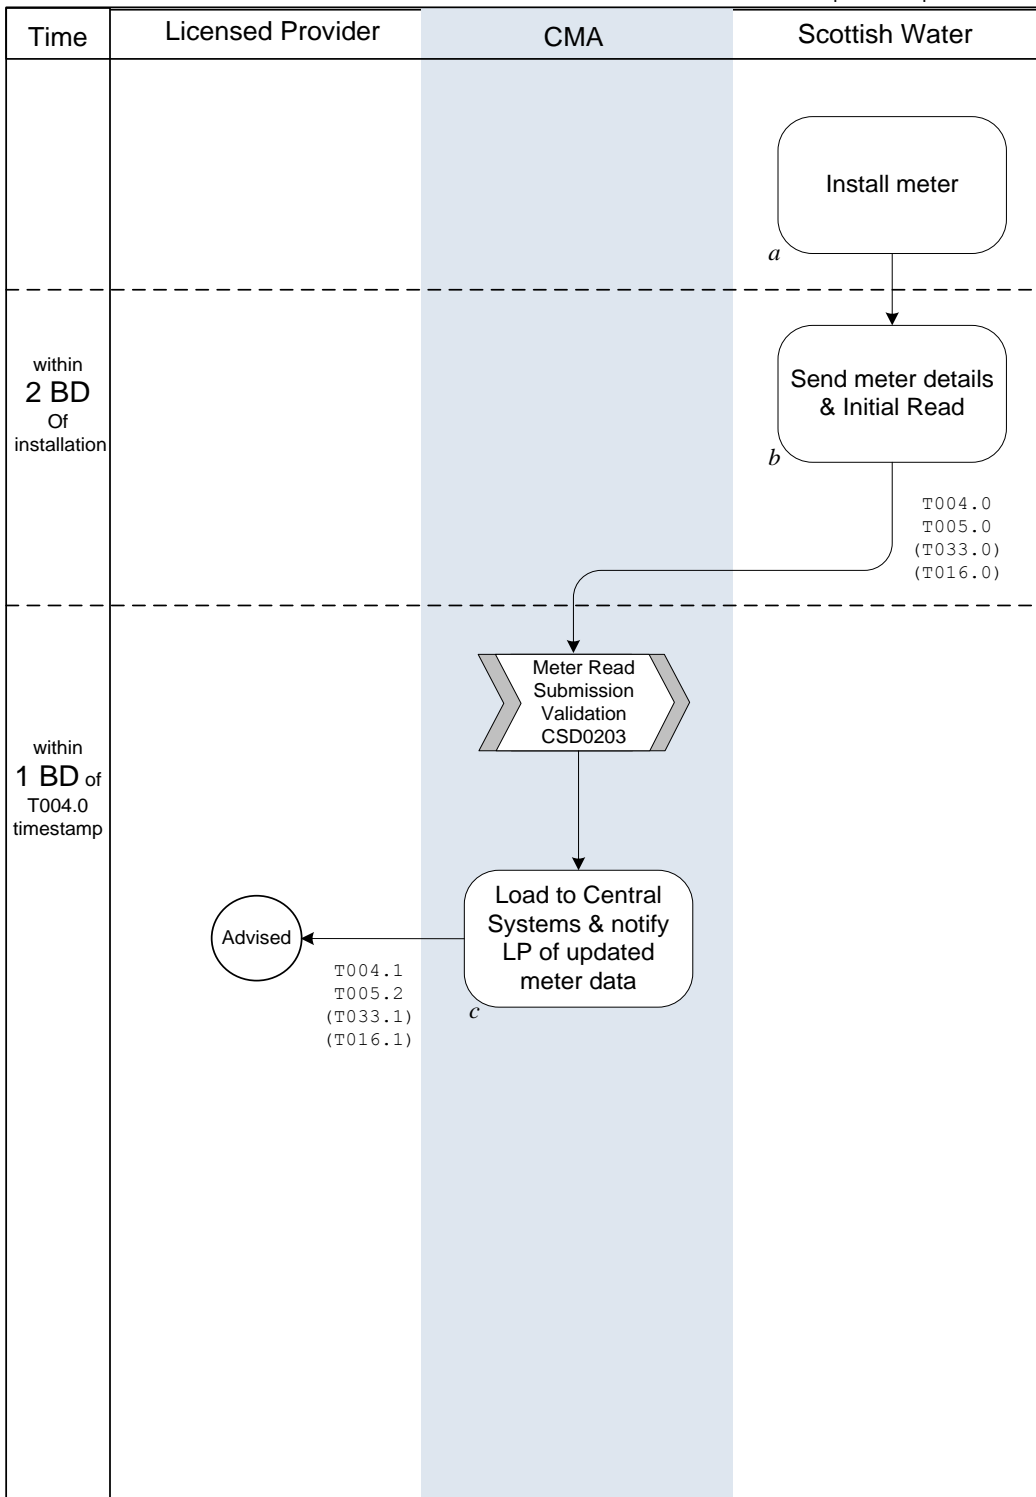 Time
Licensed Provider
CMA
Scottish Water
Install meter
a
within
2 BD
Of
installation
Send meter details
& Initial Read
b
T004.0
T005.0
(T033.0)
(T016.0)
Meter Read
Submission
Validation
CSD0203
within
1 BD of
T004.0
timestamp
Load to Central
Systems & notify
LP of updated
meter data
c
Advised
T004.1
T005.2
(T033.1)
(T016.1)